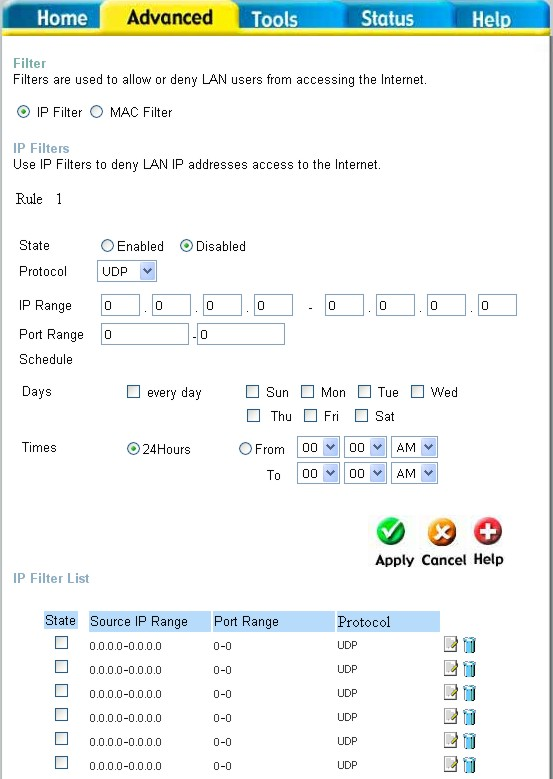 Home Advanced Tools Status Help
Filter
Filters are used to allow or deny LAN users from accessing the Internet.
IP Filter MAC Filter
IP Filters
Use IP Filters to deny LAN IP addresses access to the Internet.
Rule 1
State Enabled Disabled
Protocol UDP
IP Range 0 . 0 . 0 . 0 - 0 . 0 . 0 . 0
Port Range 0 - 0
Schedule
Days every day Sun Mon Tue Wed
Thu Fri Sat
Times 24Hours From 00 00 AM
To 00 00 AM
Apply Cancel Help
IP Filter List
State Source IP Range Port Range Protocol
0.0.0.0-0.0.0.0 0-0 UDP
0.0.0.0-0.0.0.0 0-0 UDP
0.0.0.0-0.0.0.0 0-0 UDP
0.0.0.0-0.0.0.0 0-0 UDP
0.0.0.0-0.0.0.0 0-0 UDP
0.0.0.0-0.0.0.0 0-0 UDP